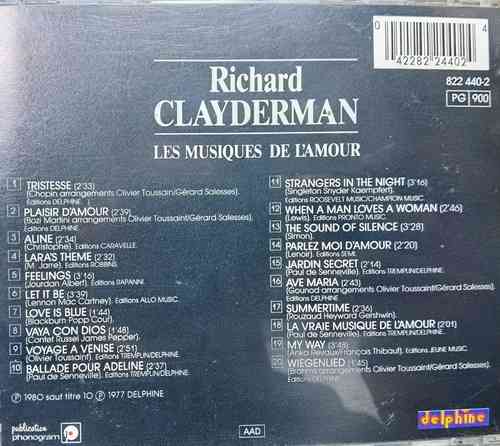 0 42282 24402 4
822 440-2
PG 900
Richard
CLAYDERMAN
LES MUSIQUES DE L'AMOUR
1 TRISTESSE (2'33)
(Chopin arrangements Olivier Toussaint/Gérard Salesses).
Editions DELPHINE.
2 PLAISIR D'AMOUR (2'39)
(Bozi Martini arrangements Olivier Toussaint/Gérard Salesses).
Editions DELPHINE.
3 ALINE (2'34)
(Christophe). Editions CARAVELLE.
4 LARA'S THEME (2'32)
(M. Jarre). Editions ROBBINS.
5 FEELINGS (3'16)
(Jourdan Albert). Editions ITAPANNI
6 LET IT BE (3'39)
(Lennon Mac Cartney). Editions ALLO MUSIC.
7 LOVE IS BLUE (1'44)
(Blackburn Popp Cour).
8 VAYA CON DIOS (1'48)
(Contet Russel James Pepper).
9 VOYAGE A VENISE (2'51)
(Olivier Toussaint). Editions TREMPLIN/DELPHINE.
10 BALLADE POUR ADELINE (2'37)
(Paul de Senneville). Editions TREMPLIN/DELPHINE.
11 STRANGERS IN THE NIGHT (3'16)
(Singleton Snyder Kaempfert).
Editions ROOSEVELT MUSIC/CHAMPION MUSIC.
12 WHEN A MAN LOVES A WOMAN (2'46)
(Lewis). Editions PRONTO MUSIC.
13 THE SOUND OF SILENCE (3'28)
(Simon).
14 PARLEZ MOI D'AMOUR (2'20)
(Lenoir). Editions SEMI.
15 JARDIN SECRET (2'14)
(Paul de Senneville). Editions TREMPLIN/DELPHINE.
16 AVE MARIA (2'43)
(Gounod arrangements Olivier Toussaint/Gérard Salesses).
Editions DELPHINE.
17 SUMMERTIME (2'36)
(Rouzaud Heyward Gershwin).
18 LA VRAIE MUSIQUE DE L'AMOUR (2'01)
(Paul de Senneville). Editions TREMPLIN/DELPHINE.
19 MY WAY (3'48)
(Anka Revaux/François Thibault). Editions JEUNE MUSIC.
20 WIEGENLIED (1'45)
(Brahms arrangements Olivier Toussaint/Gérard Salesses).
Editions DELPHINE.
Ⓟ 1980 sauf titre 10 Ⓟ 1977 DELPHINE
publication
phonogram
AAD
delphine